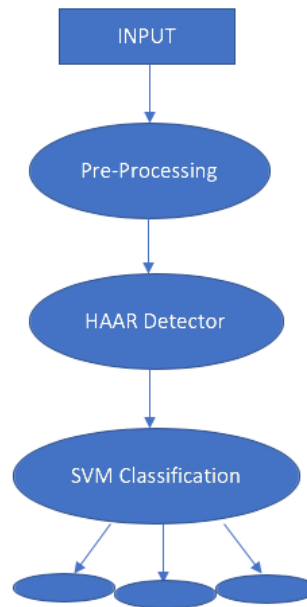 INPUT
Pre-Processing
HAAR Detector
SVM Classification